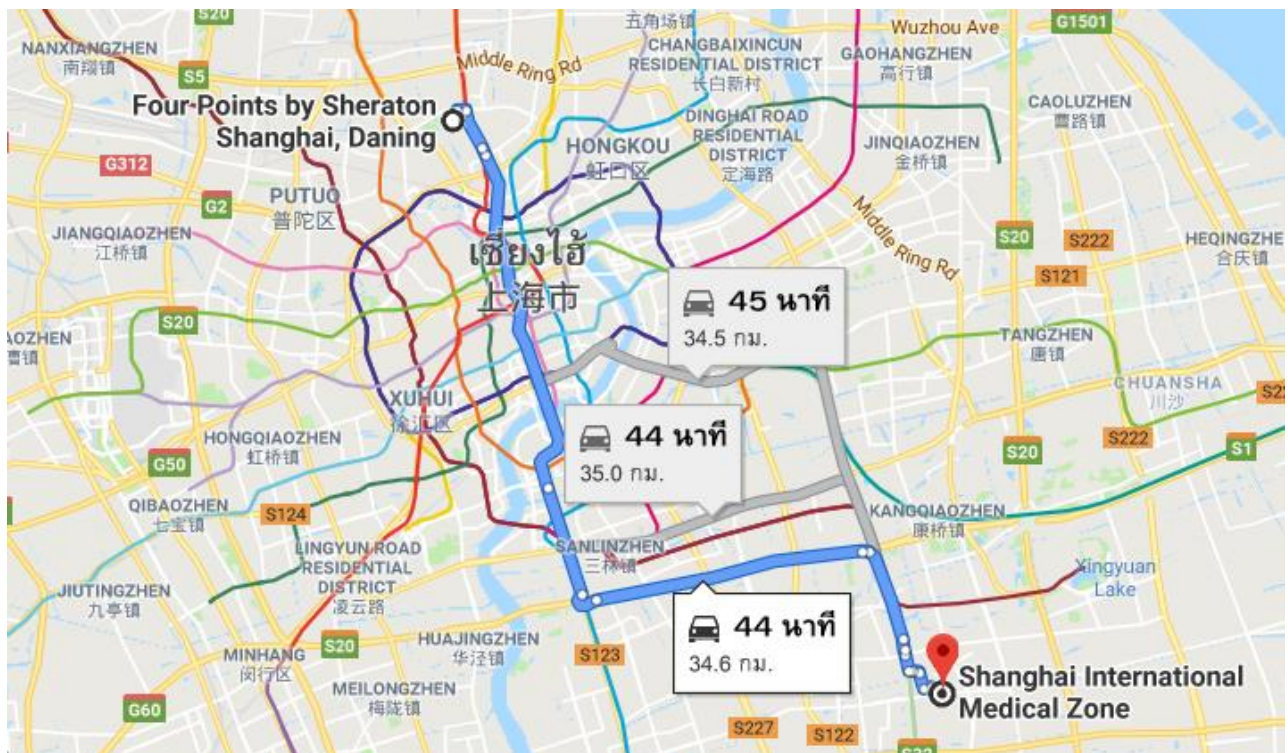 S20
五角场镇
Wuzhou Ave
G1501
NANXIANGZHEN
南翔镇
S5
Middle Ring Rd
CHANGBAIXINCUN
RESIDENTIAL DISTRICT
长白新村
GAOHANGZHEN
高行镇
Four Points by Sheraton
Shanghai, Daning
CAOLUZHEN
曹路镇
DINGHAI ROAD
RESIDENTIAL
DISTRICT
定海路
HONGKOU
虹口区
JINQIAOZHEN
金桥镇
G312
PUTUO
普陀区
G2
JIANGQIAOZHEN
江桥镇
Middle Ring Rd
S20
S222
HEQINGZHE
合庆镇
S121
เซี่ยงไฮ้
上海市
45 นาที
34.5 กม.
S20
AOZHEN
曹镇
TANGZHEN
唐镇
CHUANSHA
川沙
S22
XUHUI
徐汇区
44 นาที
35.0 กม.
HONGQIAOZHEN
虹桥镇
G50
S222
S20
S1
QIBAOZHEN
七宝镇
S124
KANGQIAOZHEN
康桥镇
SANLINZHEN
三林镇
LINGYUN ROAD
RESIDENTIAL
DISTRICT
凌云路
Xingyuan
Lake
JIUTINGZHEN
九亭镇
44 นาที
34.6 กม.
S20
HUAJINGZHEN
华泾镇
S123
MINHANG
闵行区
MEILONGZHEN
梅陇镇
Shanghai International
Medical Zone
G60
S227
S122
S32